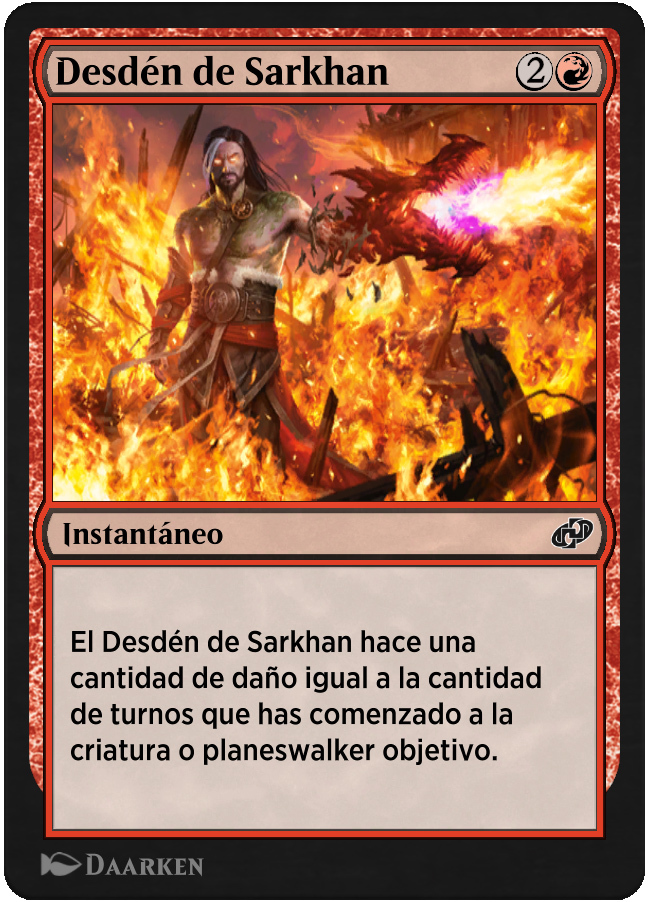 Desdén de Sarkhan 2
Instantáneo
El Desdén de Sarkhan hace una
cantidad de daño igual a la cantidad
de turnos que has comenzado a la
criatura o planeswalker objetivo.
DAARKEN